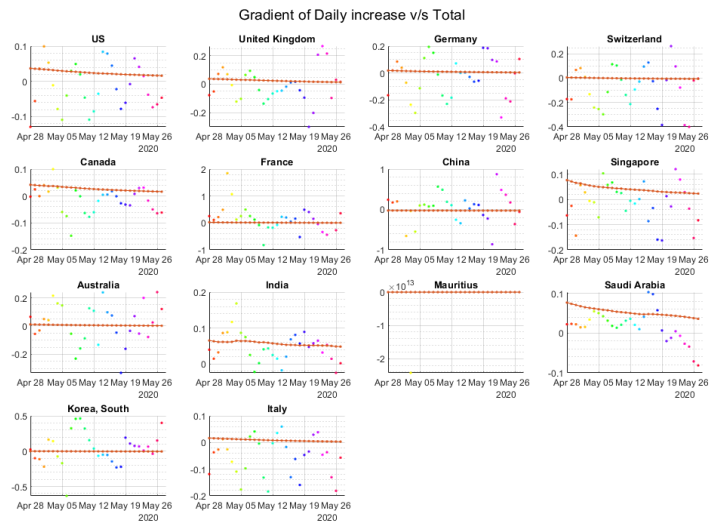 Gradient of Daily increase v/s Total
US
0.1
0
-0.1
Apr 28 May 05 May 12 May 19 May 26
2020
United Kingdom
0.2
0
-0.2
Apr 28 May 05 May 12 May 19 May 26
2020
Germany
0.2
0
-0.2
-0.4
Apr 28 May 05 May 12 May 19 May 26
2020
Switzerland
0.2
0
-0.2
-0.4
Apr 28 May 05 May 12 May 19 May 26
2020
Canada
0.1
0
-0.1
-0.2
Apr 28 May 05 May 12 May 19 May 26
2020
France
2
1
0
-1
Apr 28 May 05 May 12 May 19 May 26
2020
China
1
0
-1
Apr 28 May 05 May 12 May 19 May 26
2020
Singapore
0.1
0
-0.1
-0.2
Apr 28 May 05 May 12 May 19 May 26
2020
Australia
0.2
0
-0.2
Apr 28 May 05 May 12 May 19 May 26
2020
India
0.2
0.1
0
Apr 28 May 05 May 12 May 19 May 26
2020
Mauritius
×10^13
0
-1
-2
Apr 28 May 05 May 12 May 19 May 26
2020
Saudi Arabia
0.1
0
-0.1
Apr 28 May 05 May 12 May 19 May 26
2020
Korea, South
0.5
0
-0.5
Apr 28 May 05 May 12 May 19 May 26
2020
Italy
0.1
0
-0.1
-0.2
Apr 28 May 05 May 12 May 19 May 26
2020